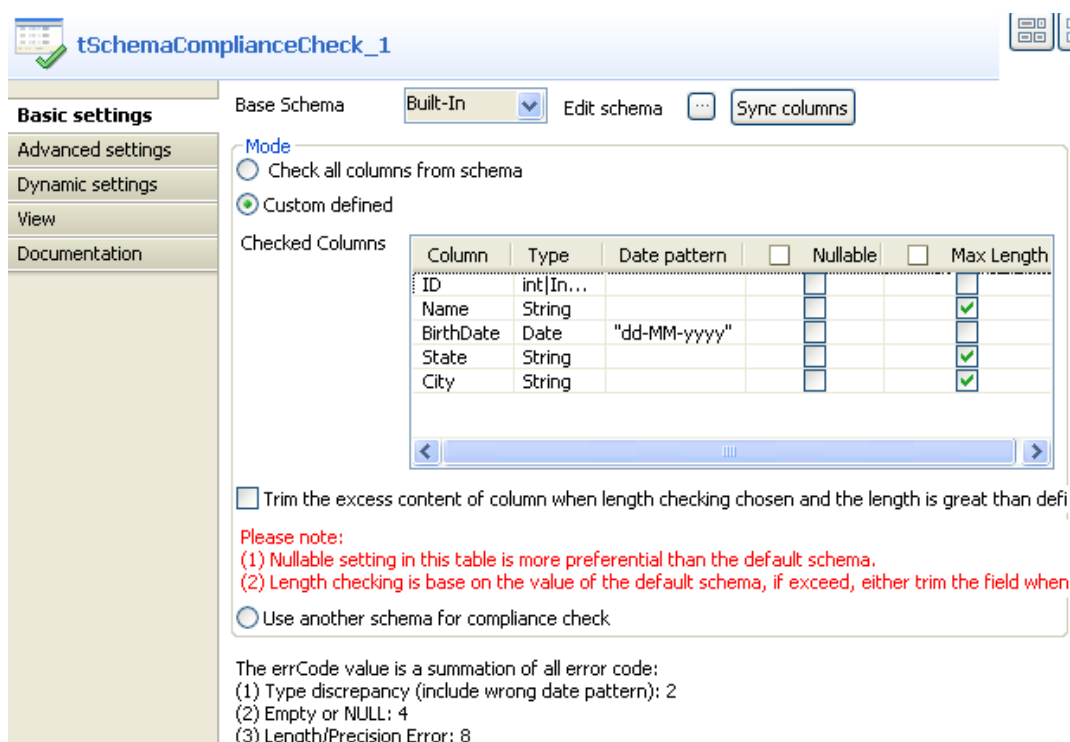 tSchemaComplianceCheck_1
Basic settings
Advanced settings
Dynamic settings
View
Documentation
Base Schema Built-In Edit schema ... Sync columns
Mode
Check all columns from schema
Custom defined
Checked Columns
Column Type Date pattern Nullable Max Length
ID int|In...
Name String
BirthDate Date "dd-MM-yyyy"
State String
City String
Trim the excess content of column when length checking chosen and the length is great than defi
Please note:
(1) Nullable setting in this table is more preferential than the default schema.
(2) Length checking is base on the value of the default schema, if exceed, either trim the field when
Use another schema for compliance check
The errCode value is a summation of all error code:
(1) Type discrepancy (include wrong date pattern): 2
(2) Empty or NULL: 4
(3) Length/Precision Error: 8